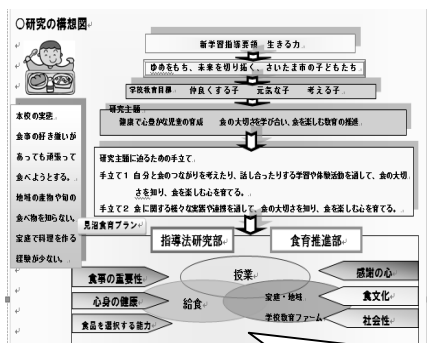 ○研究の構想図
新学習指導要領 生きる力
ゆめをもち、未来を切り拓く、さいたま市の子どもたち
学校教育目標 仲良くする子 元気な子 考える子
研究主題
健康で心豊かな児童の育成 食の大切さを学び合い、食を楽しむ教育の推進
本校の実態
食事の好き嫌いが
あっても頑張って
食べようとする。
地域の産物や旬の
食べ物を知らない。
家庭で料理を作る
経験が少ない。
研究主題に迫るための手立て
手立て1 自分と食のつながりを考えたり、話し合ったりする学習や体験活動を通して、食の大切
さを知り、食を楽しむ心を育てる。
手立て2 食に関する様々な実践や連携を通して、食の大切さを知り、食を楽しむ心を育てる。
見沼食育プラン
指導法研究部 食育推進部
食事の重要性
心身の健康
食品を選択する能力
授業
給食
家庭・地域
学校教育ファーム
感謝の心
食文化
社会性